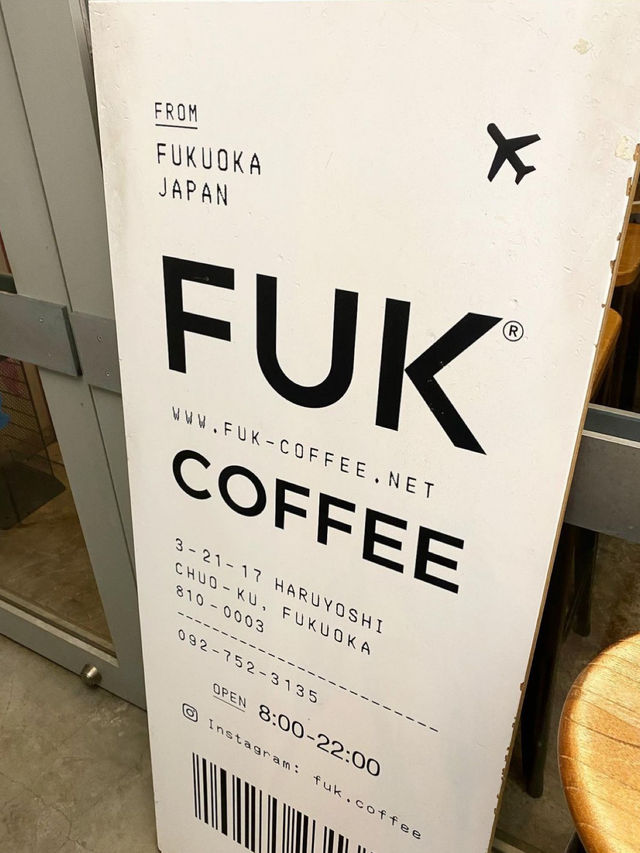 FROM
FUKUOKA
JAPAN
FUK®
WWW.FUK-COFFEE.NET
COFFEE
3-21-17 HARUYOSHI
CHUO-KU, FUKUOKA
810-0003
092-752-3135
OPEN 8:00-22:00
Instagram: fuk.coffee